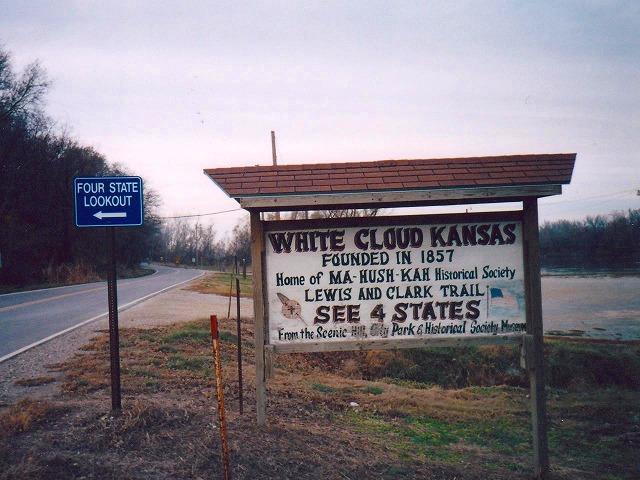 FOUR STATE
LOOKOUT
WHITE CLOUD KANSAS
FOUNDED IN 1857
Home of MA-HUSH-KAH Historical Society
LEWIS AND CLARK TRAIL
SEE 4 STATES
From the Scenic Hill, City Park & Historical Society Museum